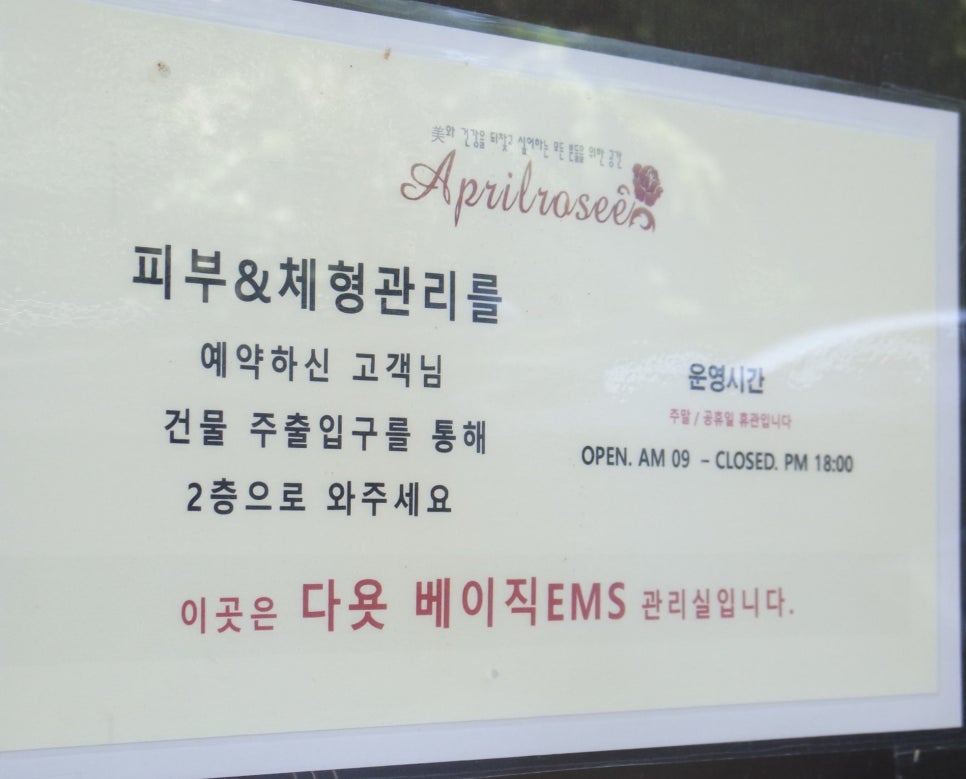 美와 건강을 되찾고 싶어하는 모든 분들을 위한 공간
Aprilroseê
피부&체형관리를
예약하신 고객님
건물 주출입구를 통해
2층으로 와주세요
운영시간
주말 / 공휴일 휴관입니다
OPEN. AM 09 – CLOSED. PM 18:00
이곳은 다욧 베이직EMS 관리실입니다.